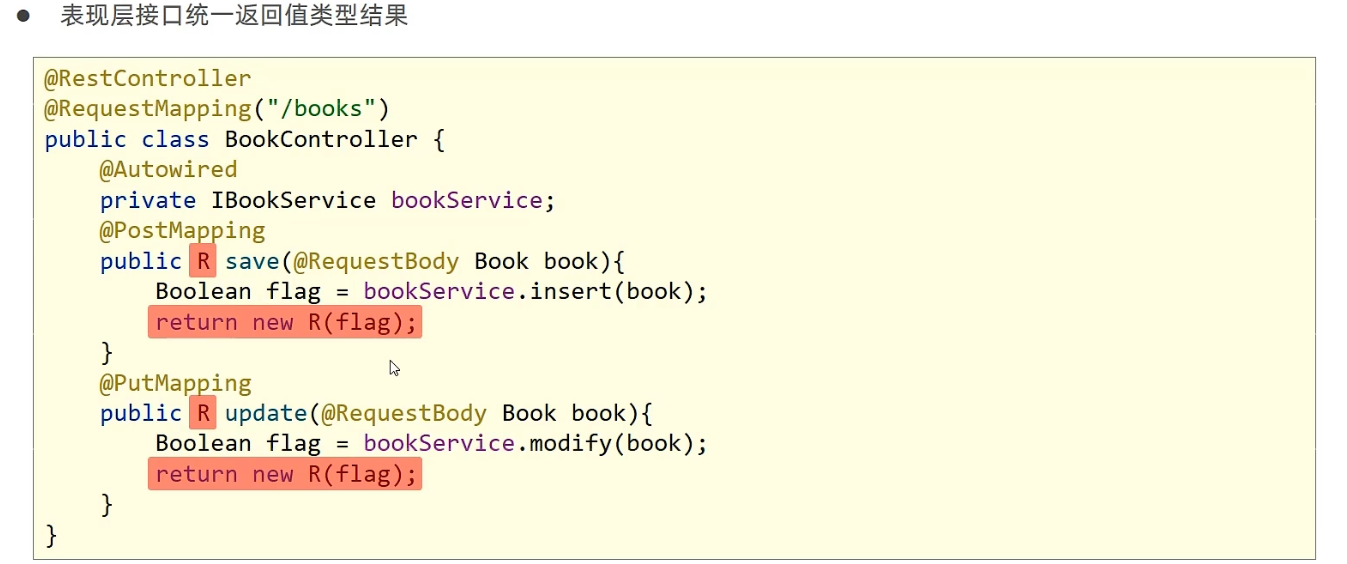 ● 表现层接口统一返回值类型结果
@RestController
@RequestMapping("/books")
public class BookController {
@Autowired
private IBookService bookService;
@PostMapping
public R save(@RequestBody Book book){
Boolean flag = bookService.insert(book);
return new R(flag);
}
@PutMapping
public R update(@RequestBody Book book){
Boolean flag = bookService.modify(book);
return new R(flag);
}
}